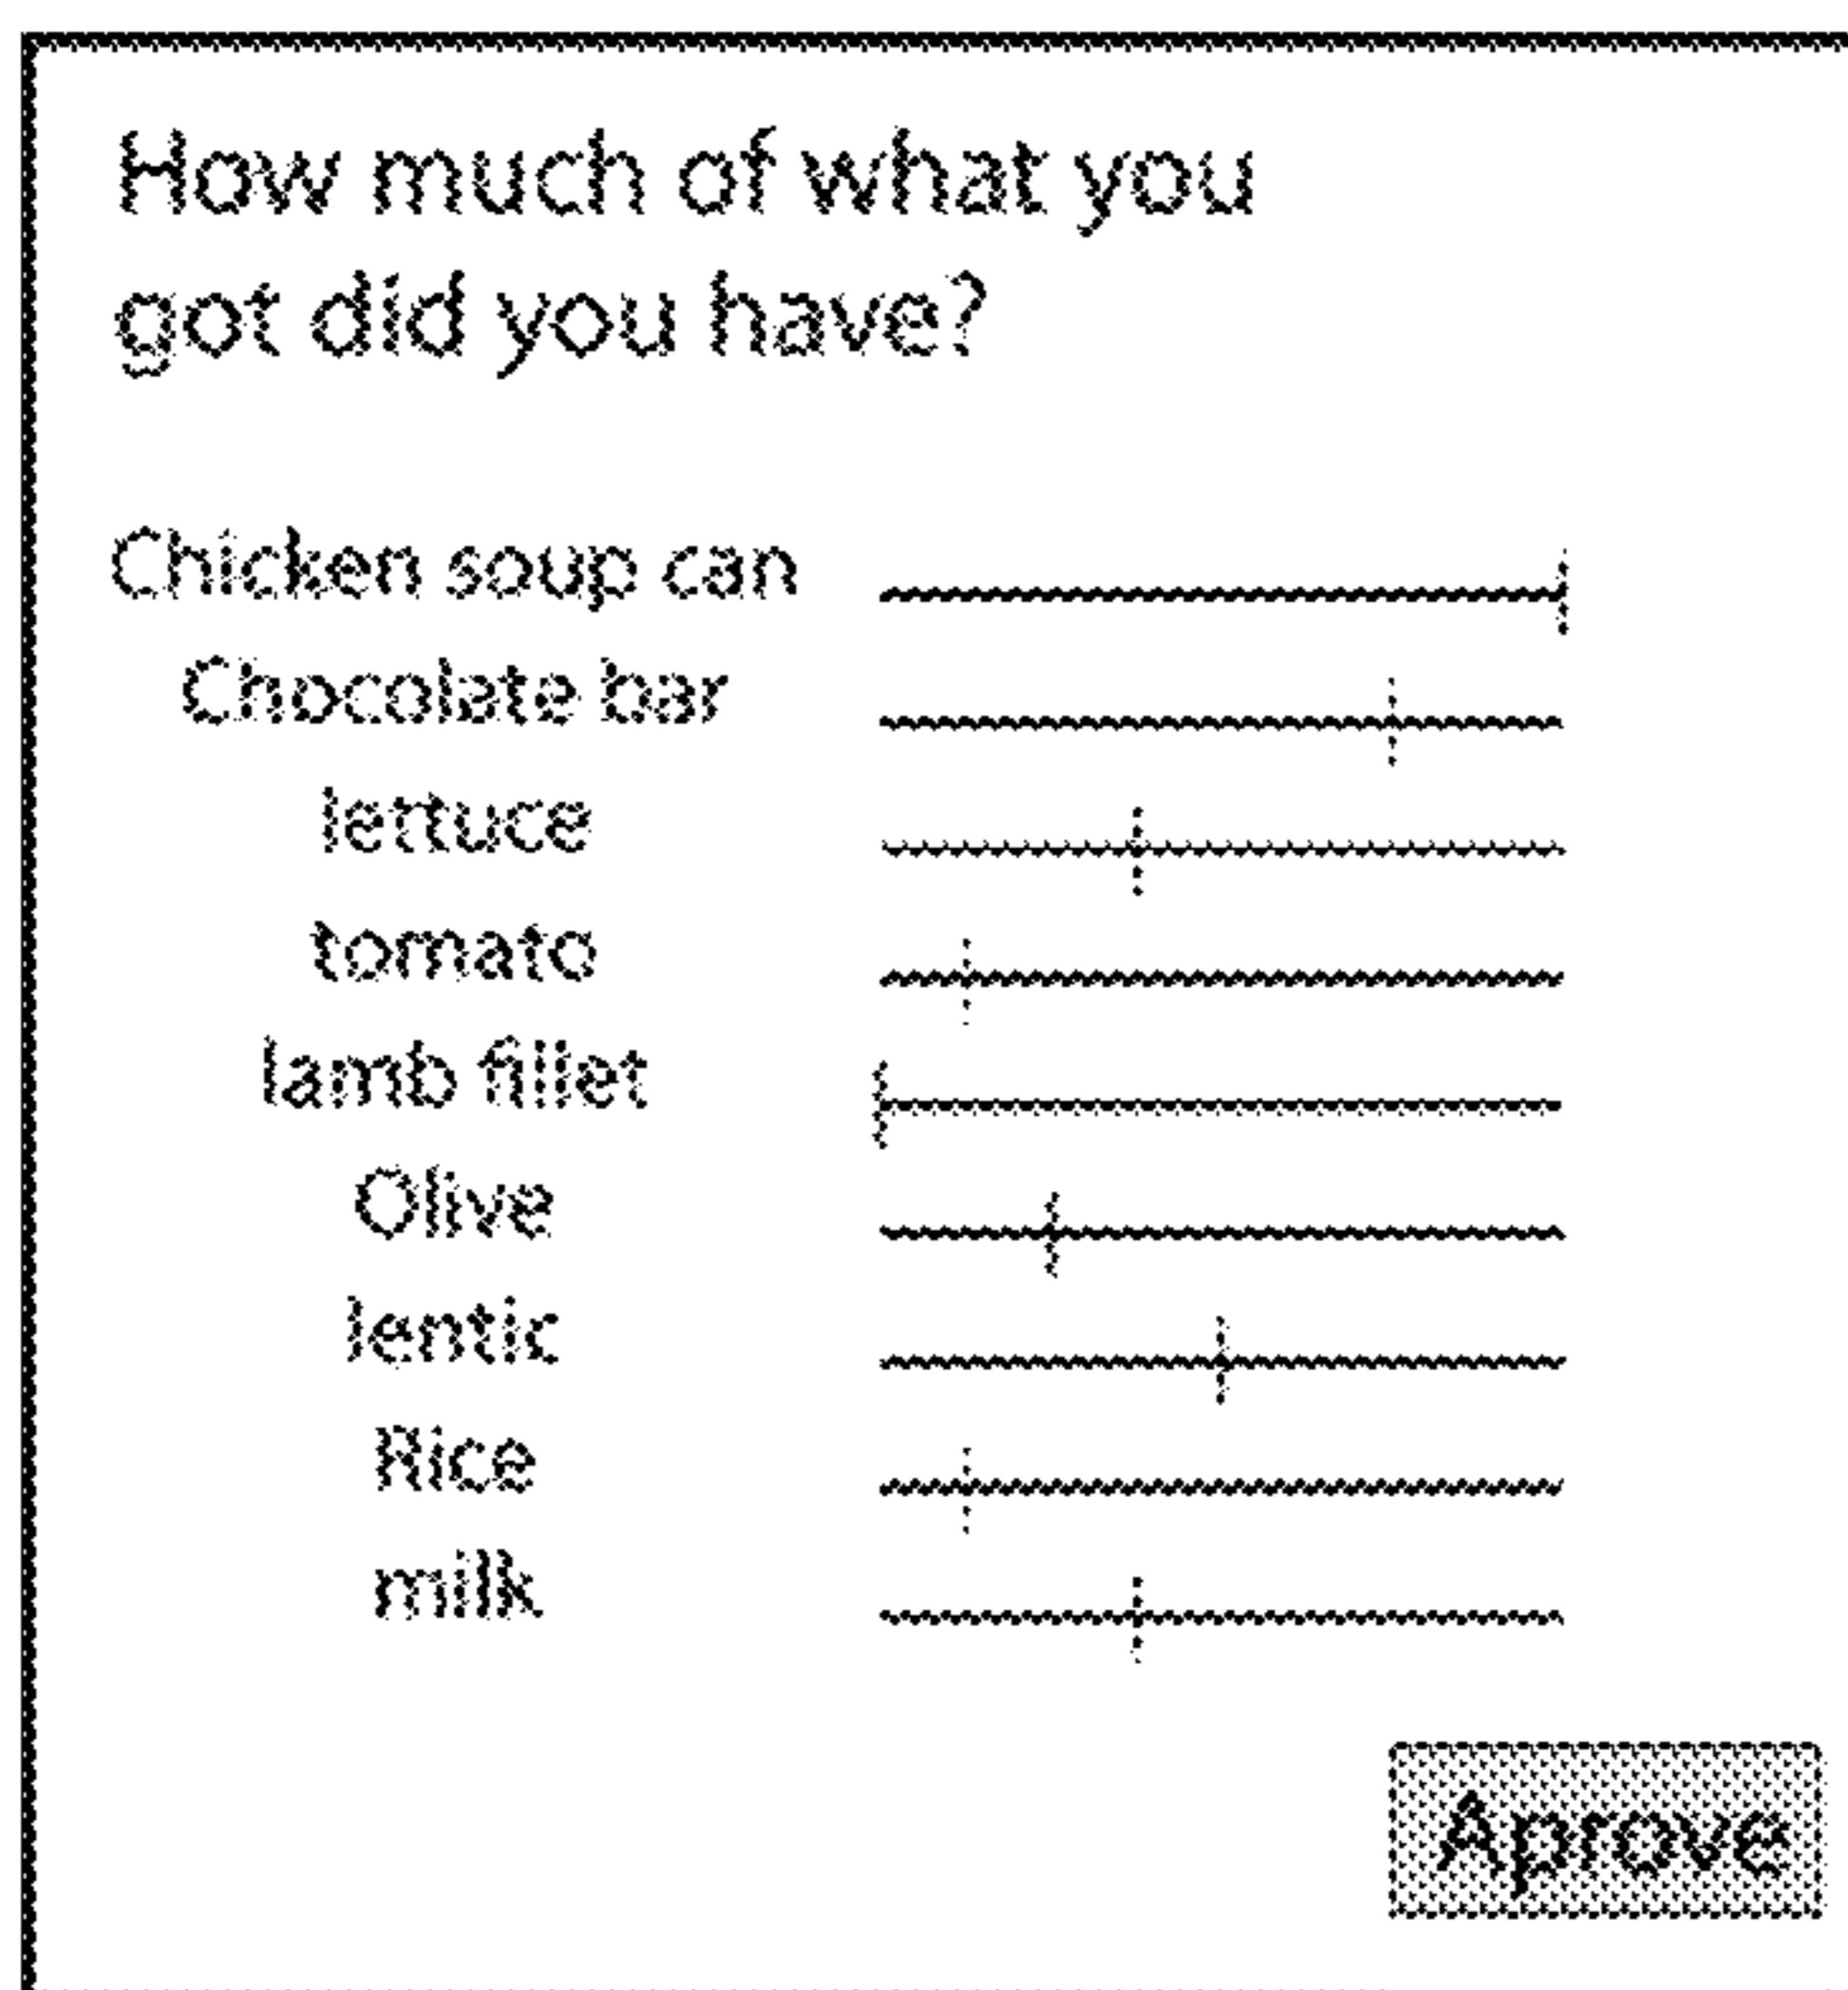 How much of what you
got did you have?
Chicken soup can
Chocolate bar
lettuce
tomato
lamb fillet
Olive
lentic
Rice
milk
Aprove